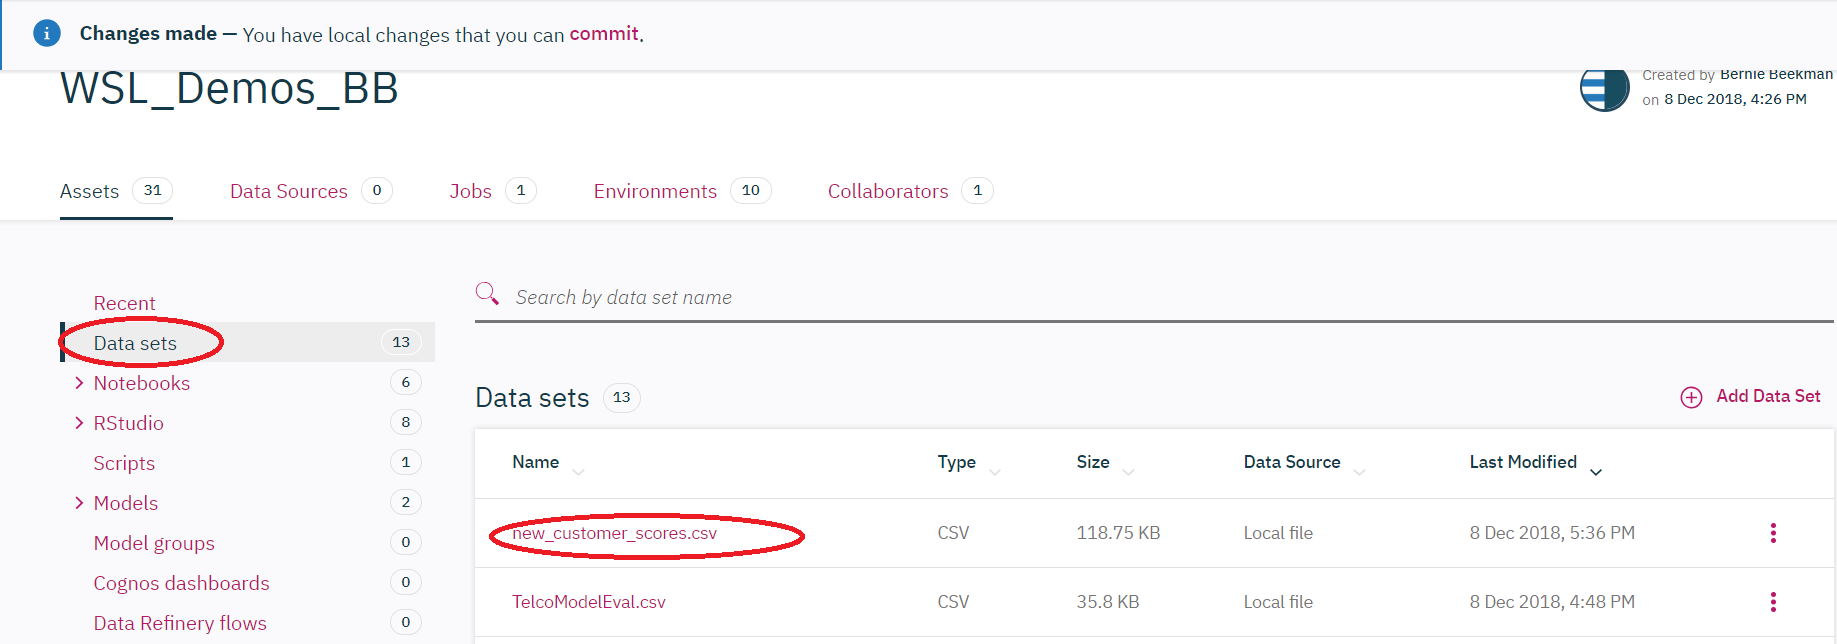 Changes made — You have local changes that you can commit.
WSL_Demos_BB
Created by Bernie Beekman
on 8 Dec 2018, 4:26 PM
Assets 31 Data Sources 0 Jobs 1 Environments 10 Collaborators 1
Recent
Data sets 13
Notebooks 6
RStudio 8
Scripts 1
Models 2
Model groups 0
Cognos dashboards 0
Data Refinery flows 0
Search by data set name
Data sets 13 Add Data Set
Name Type Size Data Source Last Modified
new_customer_scores.csv CSV 118.75 KB Local file 8 Dec 2018, 5:36 PM
TelcoModelEval.csv CSV 35.8 KB Local file 8 Dec 2018, 4:48 PM